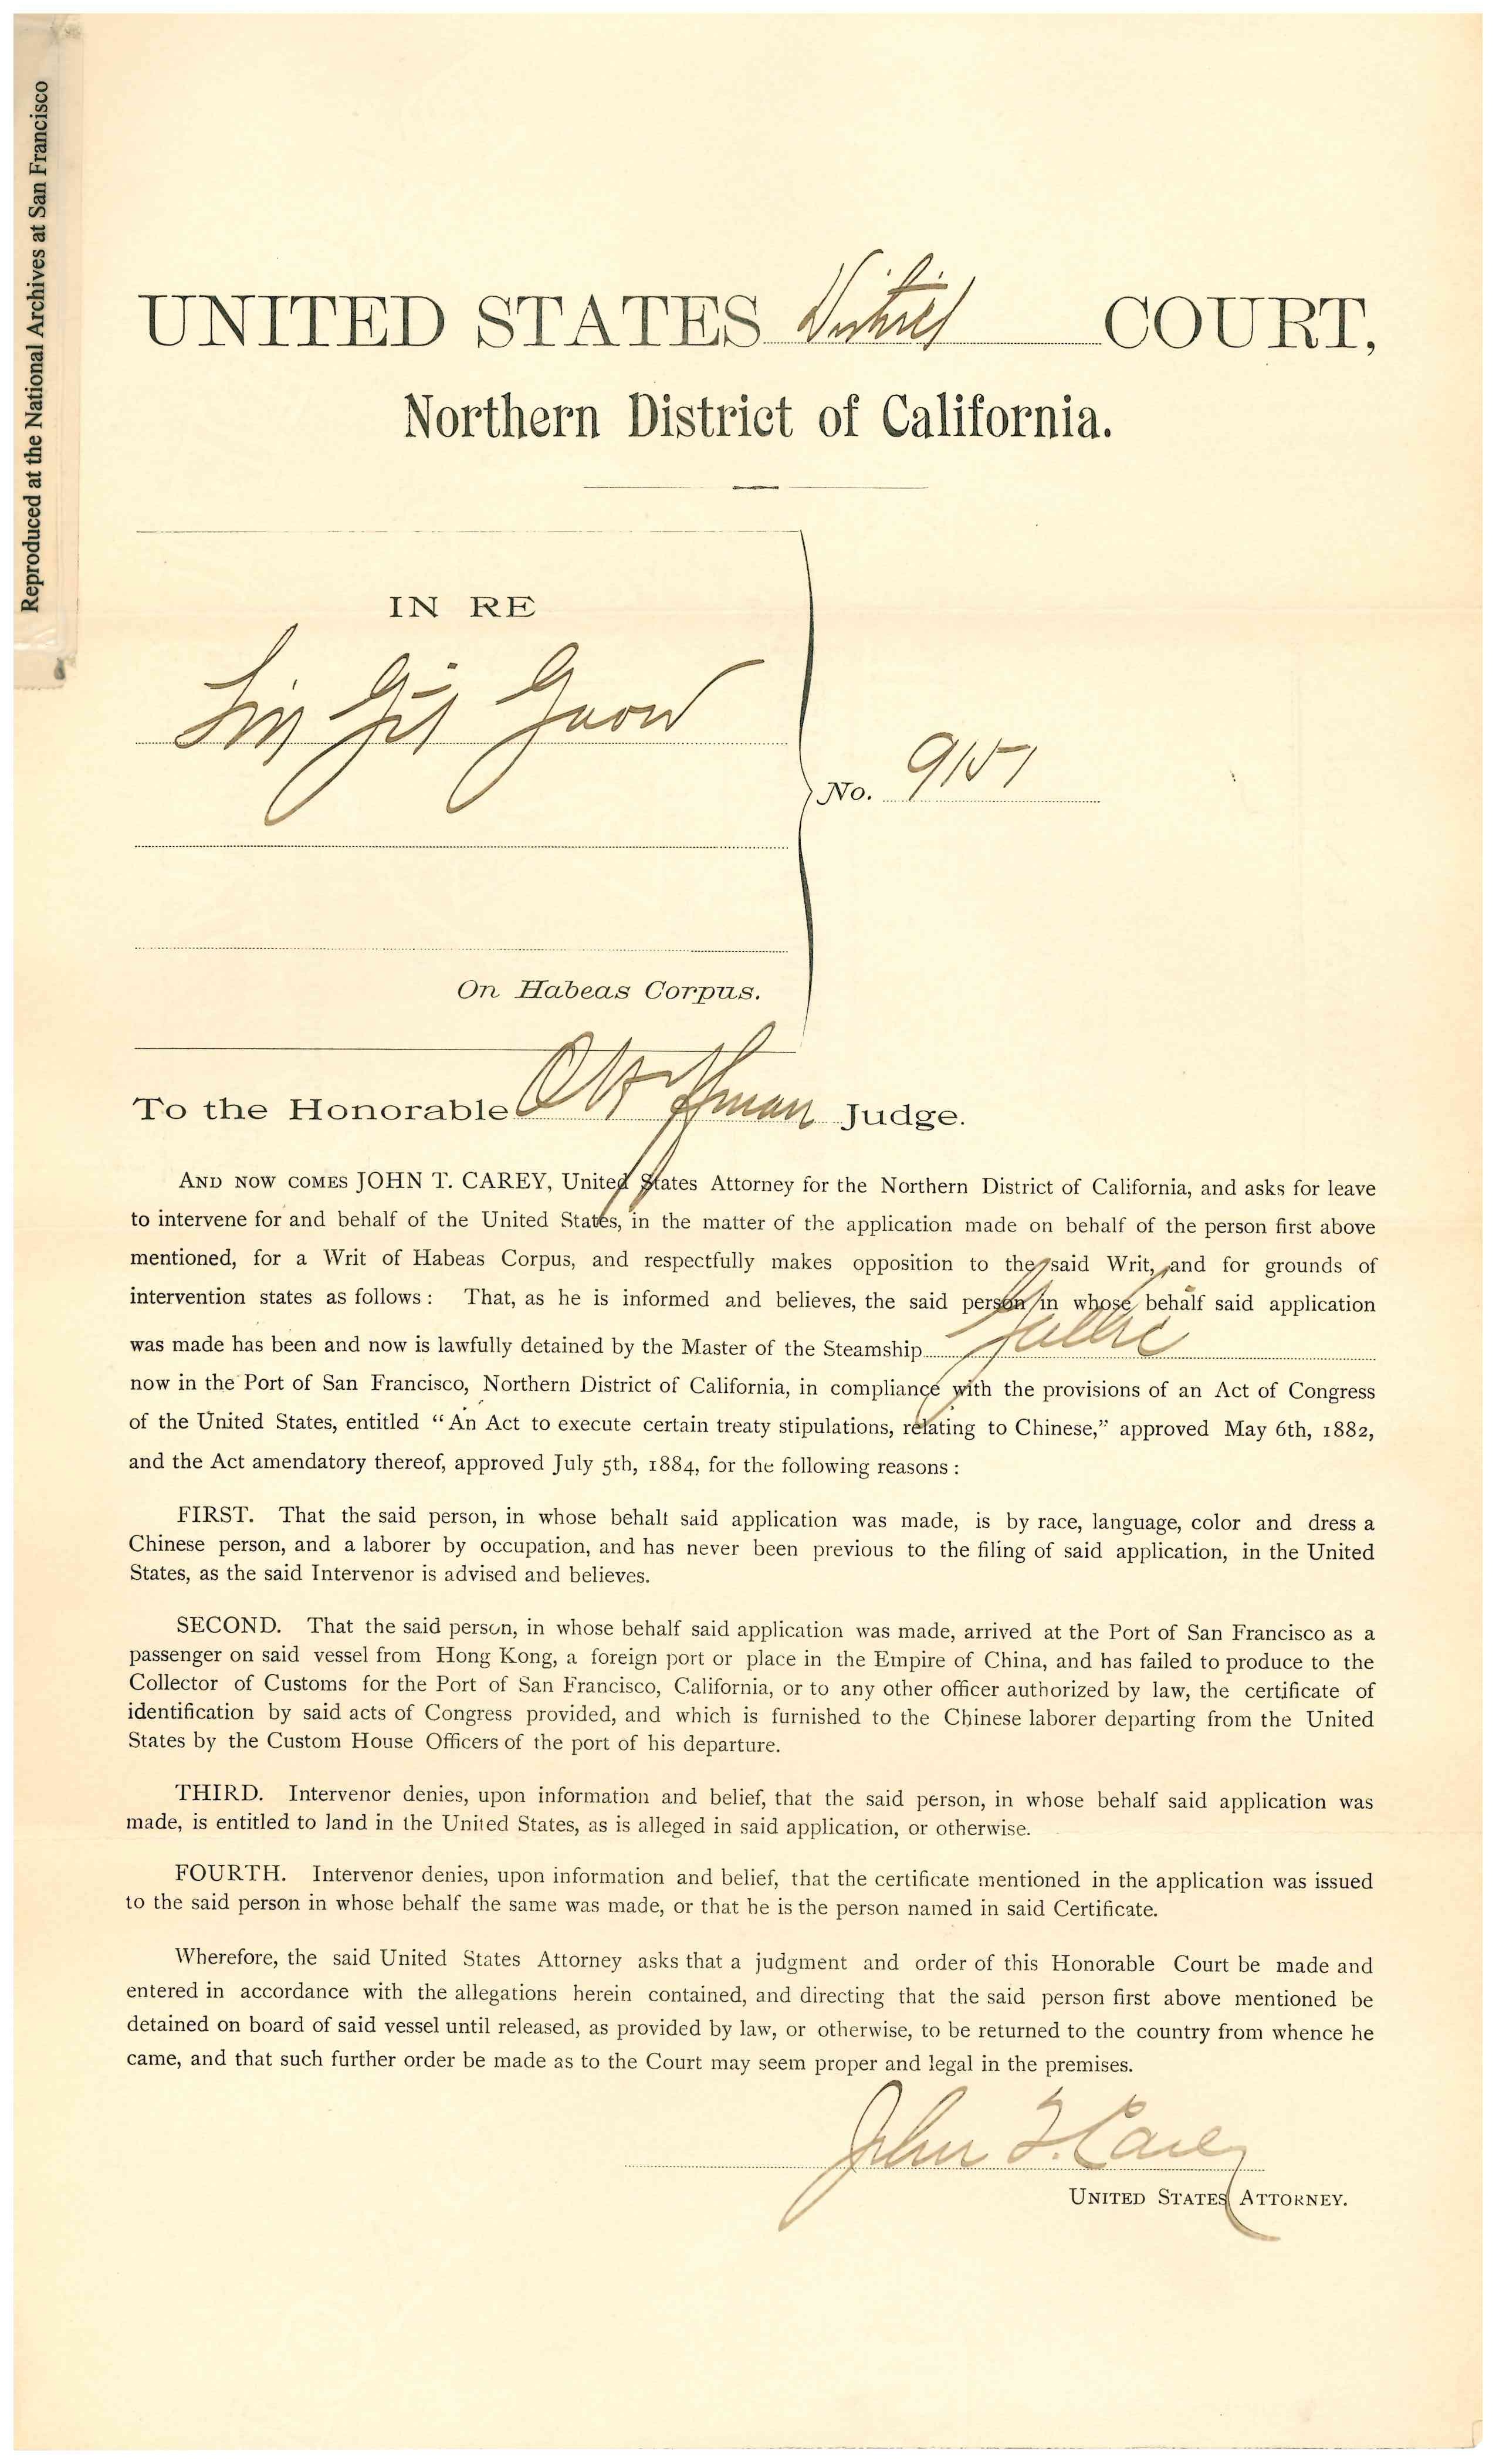 Reproduced at the National Archives at San Francisco
UNITED STATES District COURT,
Northern District of California.
IN RE
No. 9151
On Habeas Corpus.
To the Honorable O Hoffman Judge.
AND NOW COMES JOHN T. CAREY, United States Attorney for the Northern District of California, and asks for leave
to intervene for and behalf of the United States, in the matter of the application made on behalf of the person first above
mentioned, for a Writ of Habeas Corpus, and respectfully makes opposition to the said Writ, and for grounds of
intervention states as follows: That, as he is informed and believes, the said person in whose behalf said application
was made has been and now is lawfully detained by the Master of the Steamship Gaelic
now in the Port of San Francisco, Northern District of California, in compliance with the provisions of an Act of Congress
of the United States, entitled "An Act to execute certain treaty stipulations, relating to Chinese," approved May 6th, 1882,
and the Act amendatory thereof, approved July 5th, 1884, for the following reasons:
FIRST. That the said person, in whose behalf said application was made, is by race, language, color and dress a
Chinese person, and a laborer by occupation, and has never been previous to the filing of said application, in the United
States, as the said Intervenor is advised and believes.
SECOND. That the said person, in whose behalf said application was made, arrived at the Port of San Francisco as a
passenger on said vessel from Hong Kong, a foreign port or place in the Empire of China, and has failed to produce to the
Collector of Customs for the Port of San Francisco, California, or to any other officer authorized by law, the certificate of
identification by said acts of Congress provided, and which is furnished to the Chinese laborer departing from the United
States by the Custom House Officers of the port of his departure.
THIRD. Intervenor denies, upon information and belief, that the said person, in whose behalf said application was
made, is entitled to land in the United States, as is alleged in said application, or otherwise.
FOURTH. Intervenor denies, upon information and belief, that the certificate mentioned in the application was issued
to the said person in whose behalf the same was made, or that he is the person named in said Certificate.
Wherefore, the said United States Attorney asks that a judgment and order of this Honorable Court be made and
entered in accordance with the allegations herein contained, and directing that the said person first above mentioned be
detained on board of said vessel until released, as provided by law, or otherwise, to be returned to the country from whence he
came, and that such further order be made as to the Court may seem proper and legal in the premises.
John T. Carey
UNITED STATES ATTORNEY.